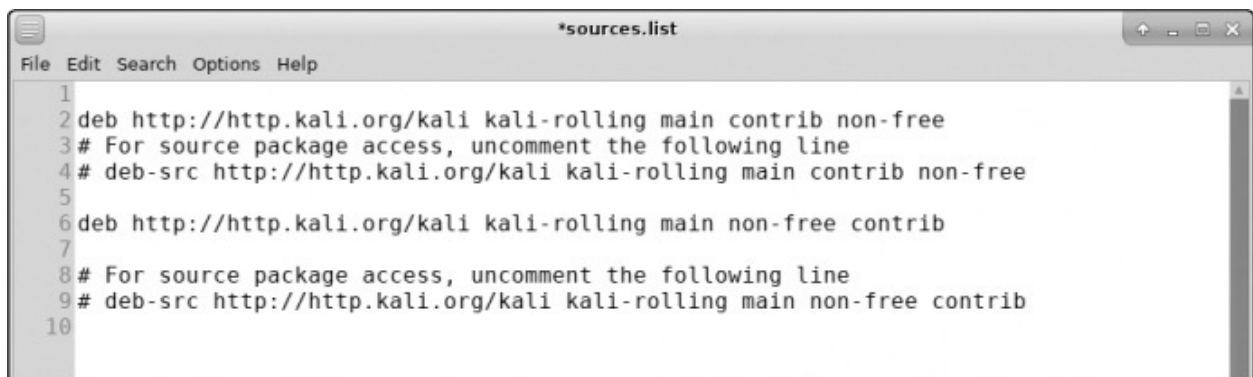 *sources.list
File Edit Search Options Help
1
2 deb http://http.kali.org/kali kali-rolling main contrib non-free
3 # For source package access, uncomment the following line
4 # deb-src http://http.kali.org/kali kali-rolling main contrib non-free
5
6 deb http://http.kali.org/kali kali-rolling main non-free contrib
7
8 # For source package access, uncomment the following line
9 # deb-src http://http.kali.org/kali kali-rolling main non-free contrib
10